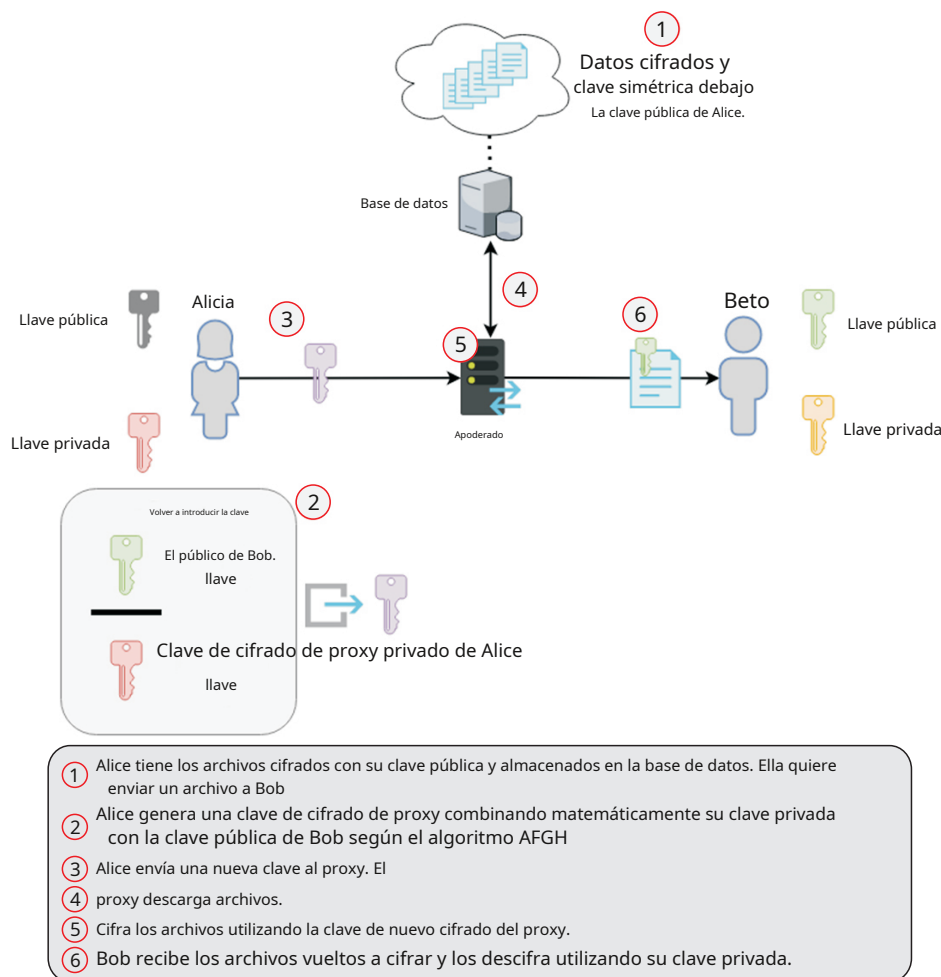 1
Datos cifrados y
clave simétrica debajo
La clave pública de Alice.
Base de datos
4
Llave pública
Alicia
3
5
6
Beto
Llave pública
Apoderado
Llave privada
Llave privada
2
Volver a introducir la clave
El público de Bob.
llave
Clave de cifrado de proxy privado de Alice
llave
1 Alice tiene los archivos cifrados con su clave pública y almacenados en la base de datos. Ella quiere
enviar un archivo a Bob
2 Alice genera una clave de cifrado de proxy combinando matemáticamente su clave privada
con la clave pública de Bob según el algoritmo AFGH
3 Alice envía una nueva clave al proxy. El
4 proxy descarga archivos.
5 Cifra los archivos utilizando la clave de nuevo cifrado del proxy.
6 Bob recibe los archivos vueltos a cifrar y los descifra utilizando su clave privada.